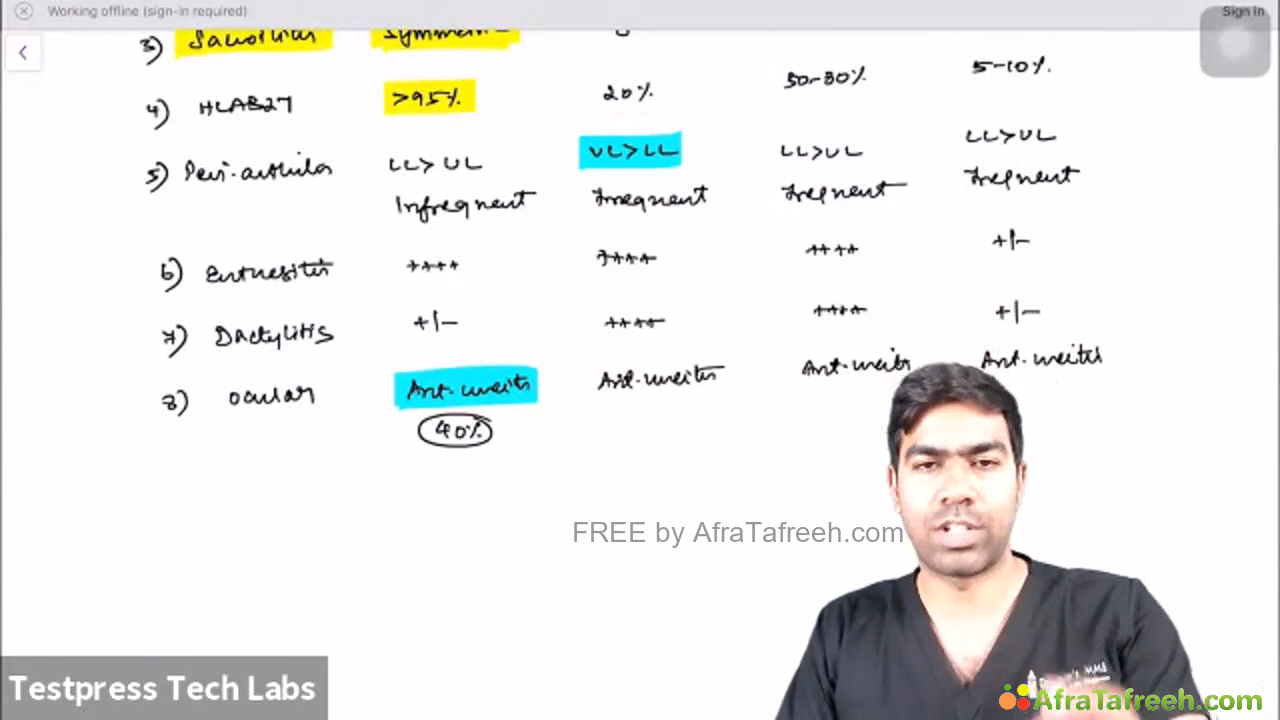 Working offline (sign-in required)
Sign in
3)
4) HLAB27 >95% 20% 50-80% 5-10%.
5) Peri-arthritis LL> UL UL>LL LL>UL LL>UL
Infrequent Frequent Frequent Frequent
6) Enthesitis ++++ ++++ ++++ +/-
7) Dactylitis +/- ++++ ++++ +/-
8) Ocular Ant. uveitis Ant. uveitis Ant. uveitis Ant. uveitis
40%
FREE by AfraTafreeh.com
Testpress Tech Labs
AfraTafreeh.com